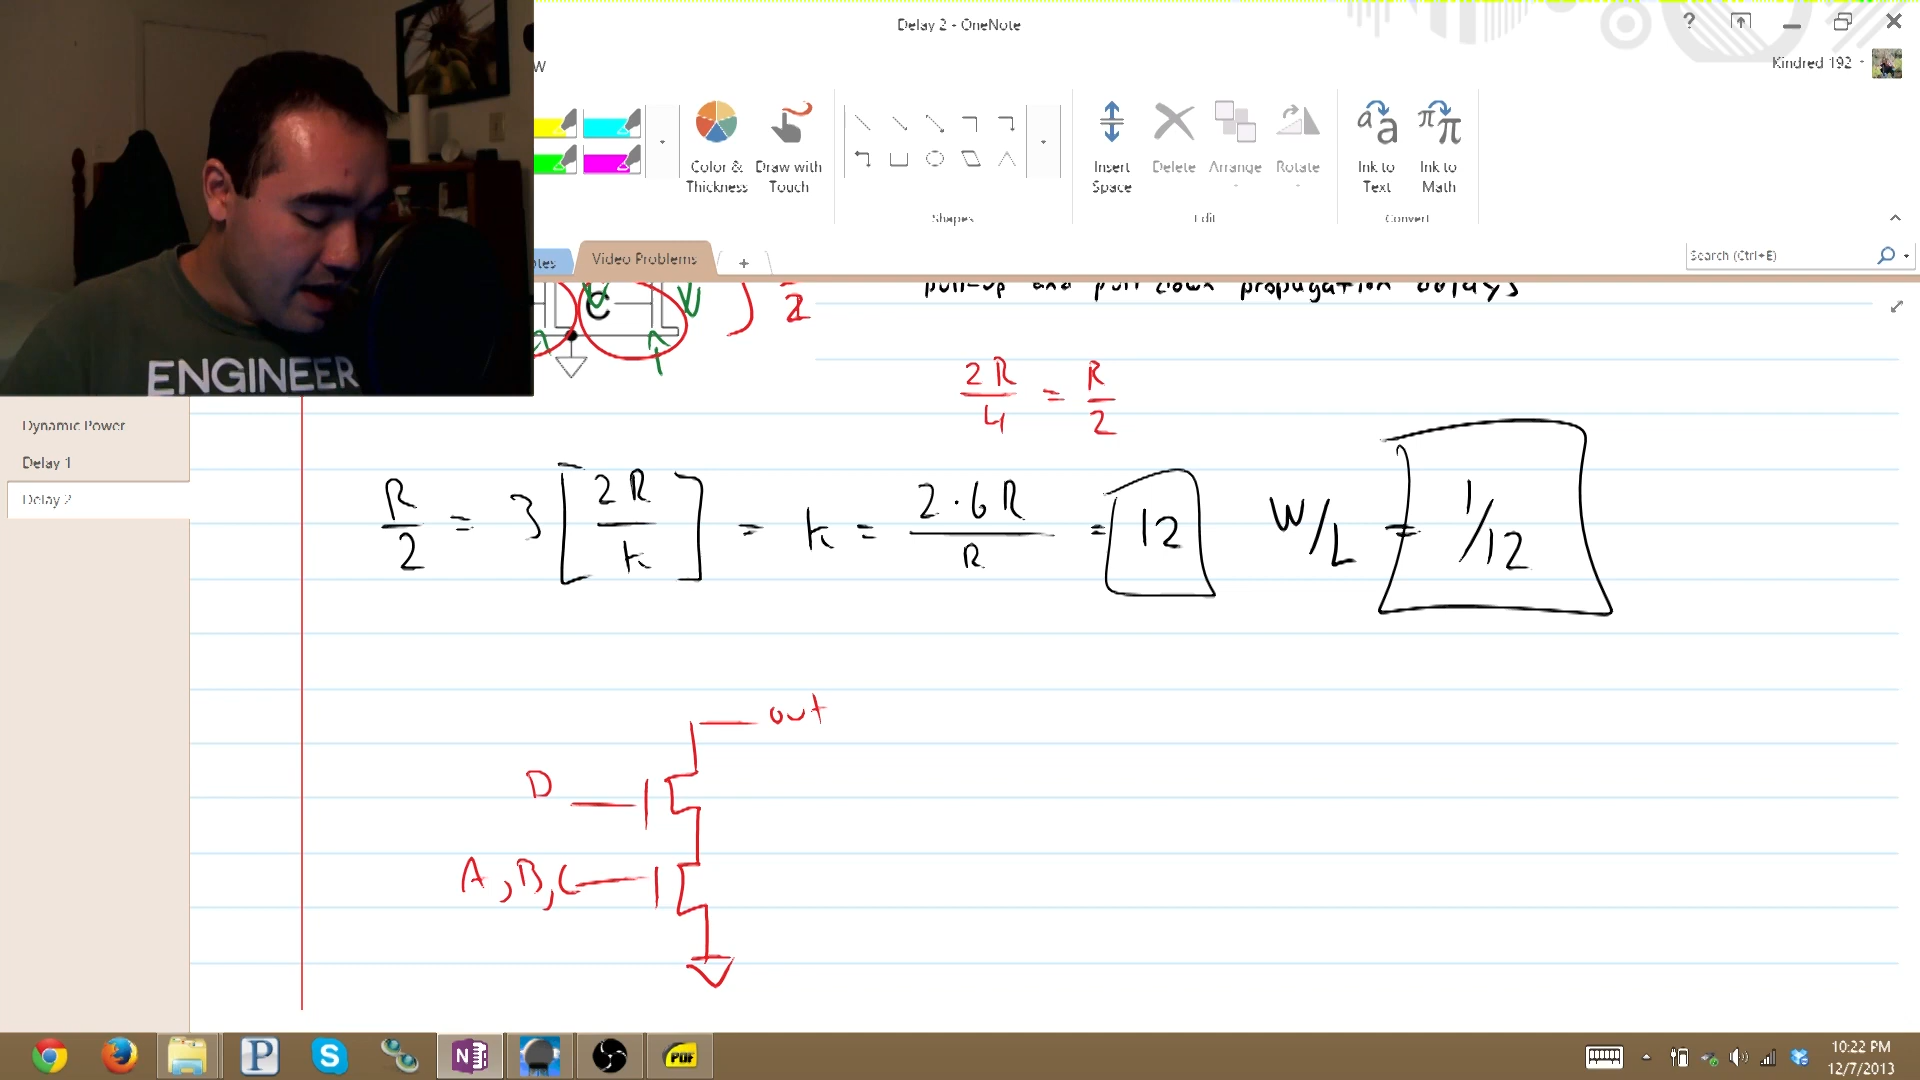 Delay 2 - OneNote
Kindred 192
W
Color & Thickness
Draw with Touch
Insert Space
Delete
Arrange
Rotate
Ink to Text
Ink to Math
Shapes
Edit
Convert
otes
Video Problems
+
Search (Ctrl+E)
pull-up and pull down propagation delays
C
2
ENGINEER
2R/4 = R/2
Dynamic Power
Delay 1
Delay 2
R/2 = 3 [2R/k] = k = 2·6R/R = 12 W/L = 1/12
out
D
A, B, C
PDF
10:22 PM
12/7/2013